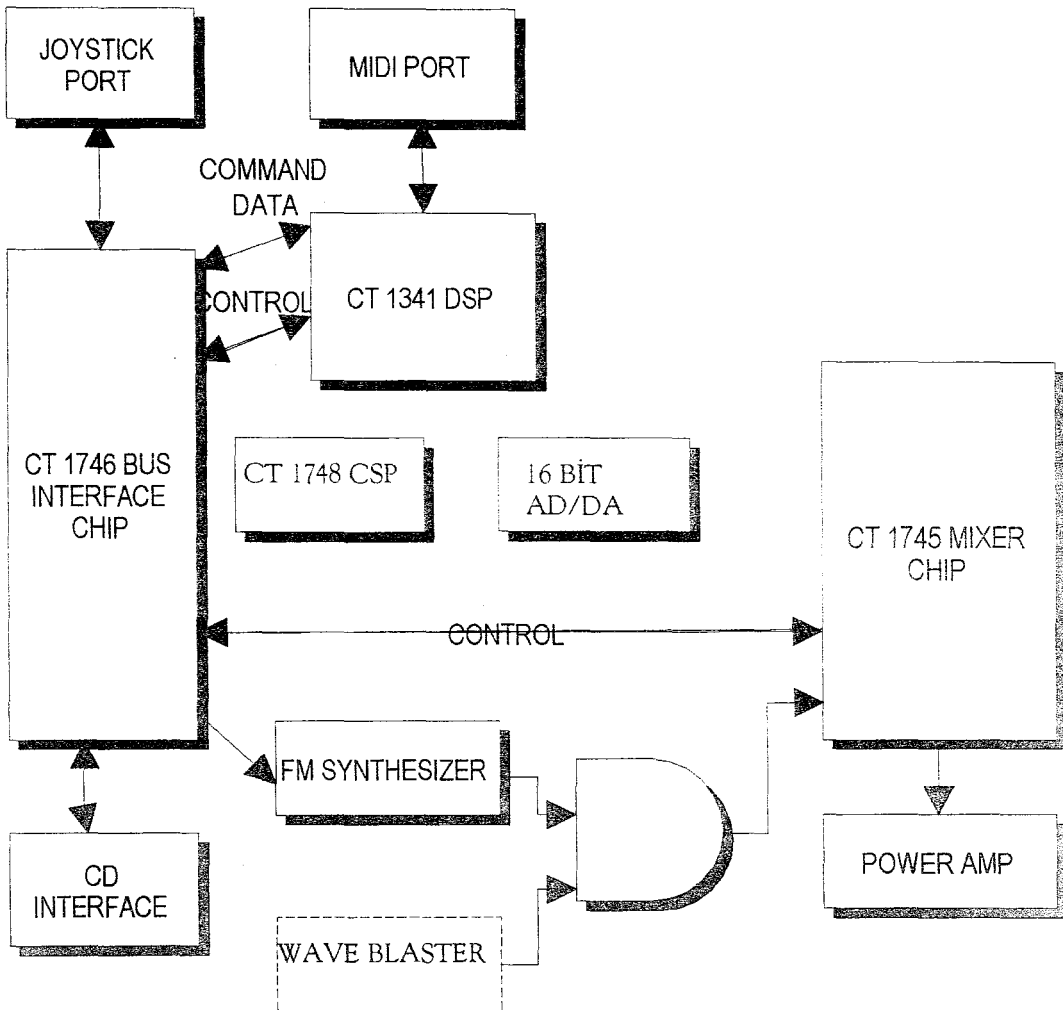 JOYSTICK
PORT
MIDI PORT
COMMAND
DATA
CONTROL
CT 1341 DSP
CT 1746 BUS
INTERFACE
CHIP
CT 1748 CSP
16 BİT
AD/DA
CT 1745 MIXER
CHIP
CONTROL
FM SYNTHESIZER
CD
INTERFACE
POWER AMP
WAVE BLASTER